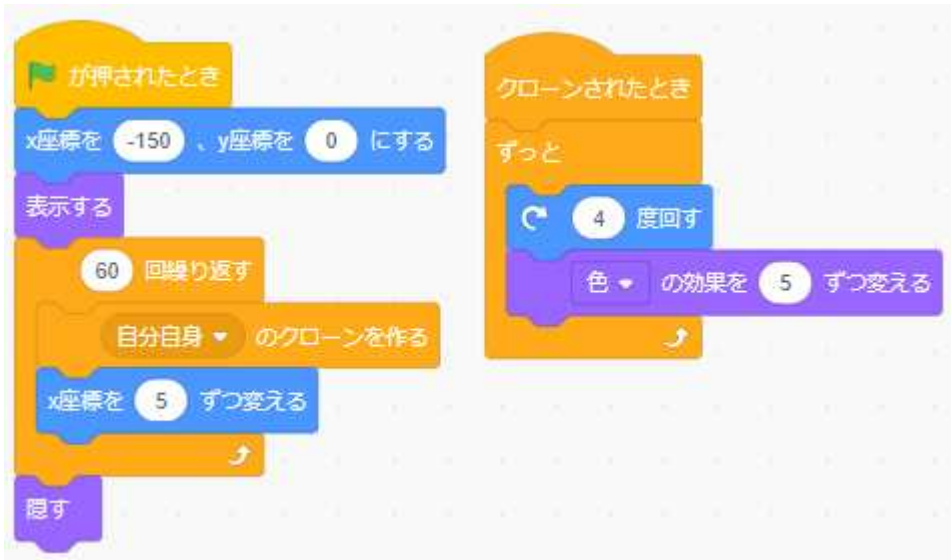 が押されたとき
x座標を -150 、y座標を 0 にする
表示する
60 回繰り返す
自分自身 のクローンを作る
x座標を 5 ずつ変える
隠す
クローンされたとき
ずっと
4 度回す
色 の効果を 5 ずつ変える